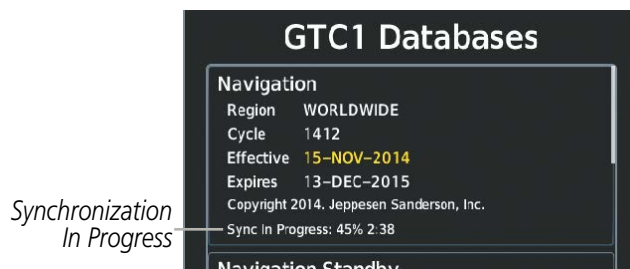 GTC1 Databases
Navigation
Region WORLDWIDE
Cycle 1412
Effective 15–NOV–2014
Expires 13–DEC–2015
Copyright 2014. Jeppesen Sanderson, Inc.
Synchronization
In Progress
Sync In Progress: 45% 2:38
Navigation Standby